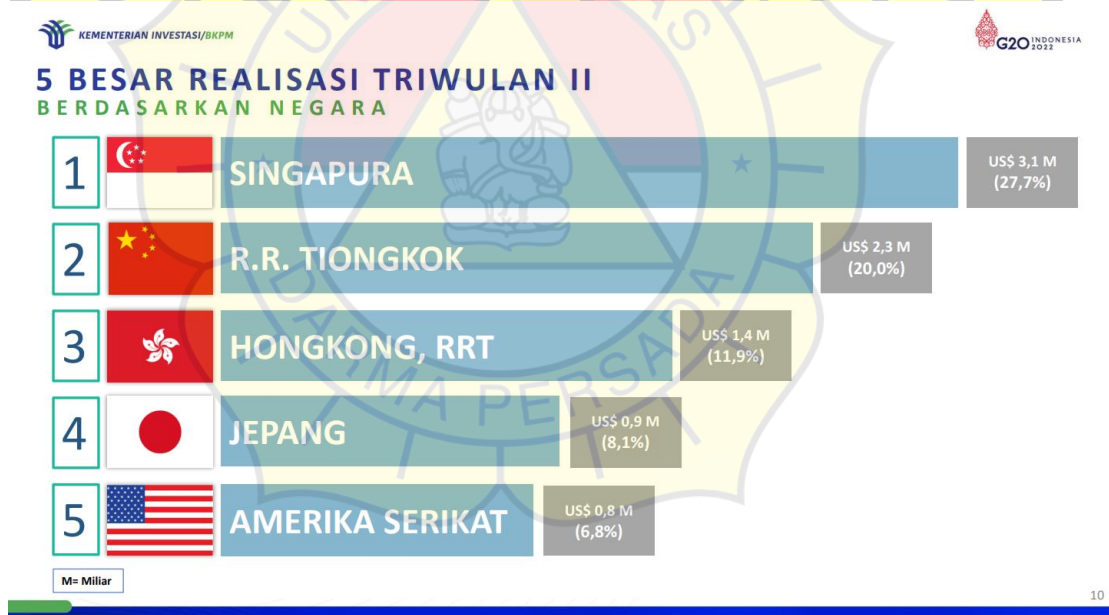 KEMENTERIAN INVESTASI/BKPM
G20 INDONESIA
2022
5 BESAR REALISASI TRIWULAN II
BERDASARKAN NEGARA
1 SINGAPURA US$ 3,1 M
(27,7%)
2 R.R. TIONGKOK US$ 2,3 M
(20,0%)
3 HONGKONG, RRT US$ 1,4 M
(11,9%)
4 JEPANG US$ 0,9 M
(8,1%)
5 AMERIKA SERIKAT US$ 0,8 M
(6,8%)
DARMA PERSADA
M= Miliar
10